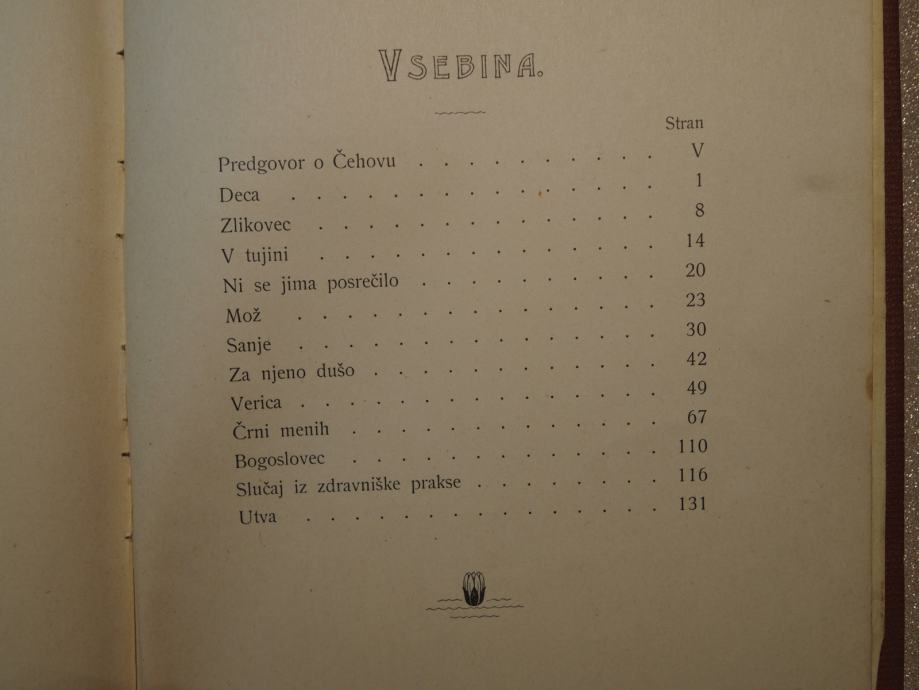 VSEBINA.
Stran
Predgovor o Čehovu . . . . . . . . . . V
Deca . . . . . . . . . . . . . . 1
Zlikovec . . . . . . . . . . . . . 8
V tujini . . . . . . . . . . . . . 14
Ni se jima posrečilo . . . . . . . . . 20
Mož . . . . . . . . . . . . . . 23
Sanje . . . . . . . . . . . . . . 30
Za njeno dušo . . . . . . . . . . . 42
Verica . . . . . . . . . . . . . . 49
Črni menih . . . . . . . . . . . . 67
Bogoslovec . . . . . . . . . . . . 110
Slučaj iz zdravniške prakse . . . . . . . 116
Utva . . . . . . . . . . . . . . 131